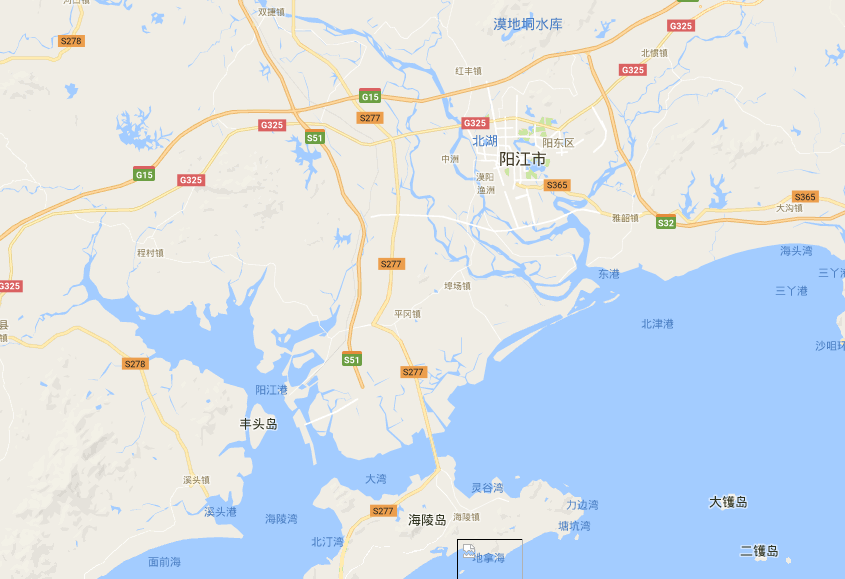 双捷镇
漠地垌水库
S278
G325
北惯镇
红丰镇
G325
G15
S277
G325
G325
北湖
阳东区
S51
中洲
阳江市
G15
漠阳
渔洲
G325
S365
S365
大沟镇
雅韶镇
S32
程村镇
海头湾
S277
东港
三丫
G325
埠场镇
三丫港
平冈镇
北津港
县
镇
沙咀环
S51
S278
S277
阳江港
丰头岛
溪头镇
大湾
灵谷湾
大镬岛
力边湾
溪头港
S277
海陵湾
海陵岛
海陵镇
塘坑湾
北汀湾
二镬岛
地拿海
面前海